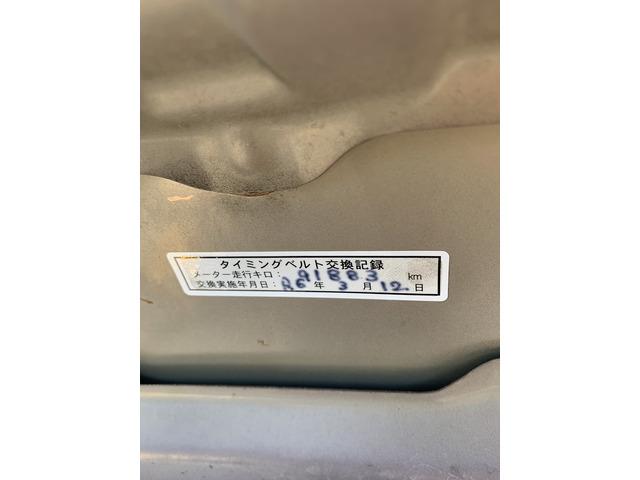 タイミングベルト交換記録
メーター走行キロ： 91883 km
交換実施年月日： R6 年 3 月 12 日